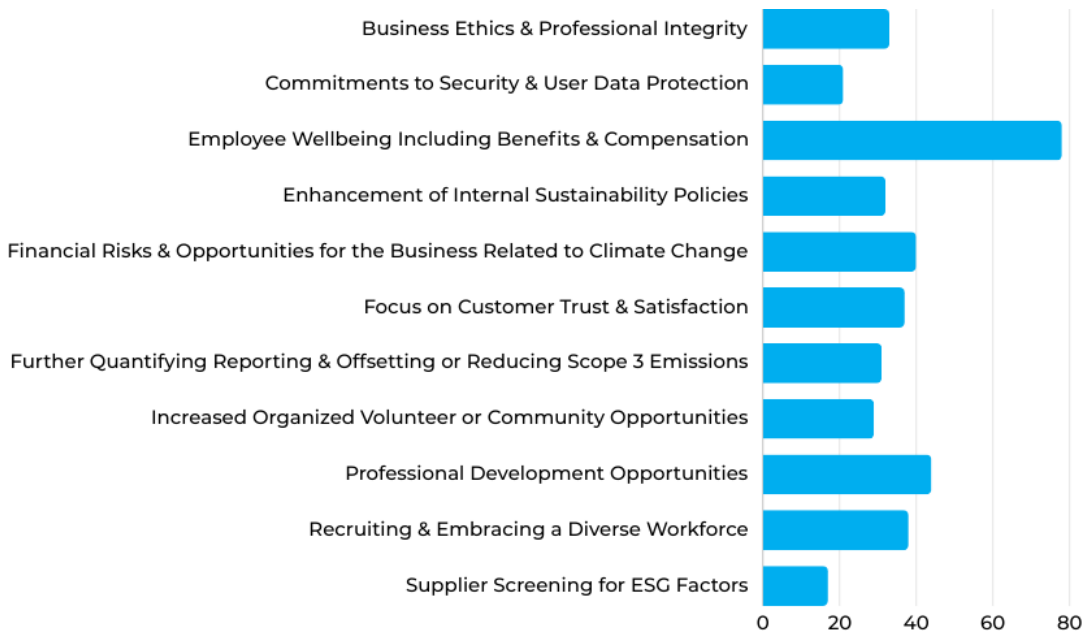 Business Ethics & Professional Integrity
Commitments to Security & User Data Protection
Employee Wellbeing Including Benefits & Compensation
Enhancement of Internal Sustainability Policies
Financial Risks & Opportunities for the Business Related to Climate Change
Focus on Customer Trust & Satisfaction
Further Quantifying Reporting & Offsetting or Reducing Scope 3 Emissions
Increased Organized Volunteer or Community Opportunities
Professional Development Opportunities
Recruiting & Embracing a Diverse Workforce
Supplier Screening for ESG Factors
0 20 40 60 80